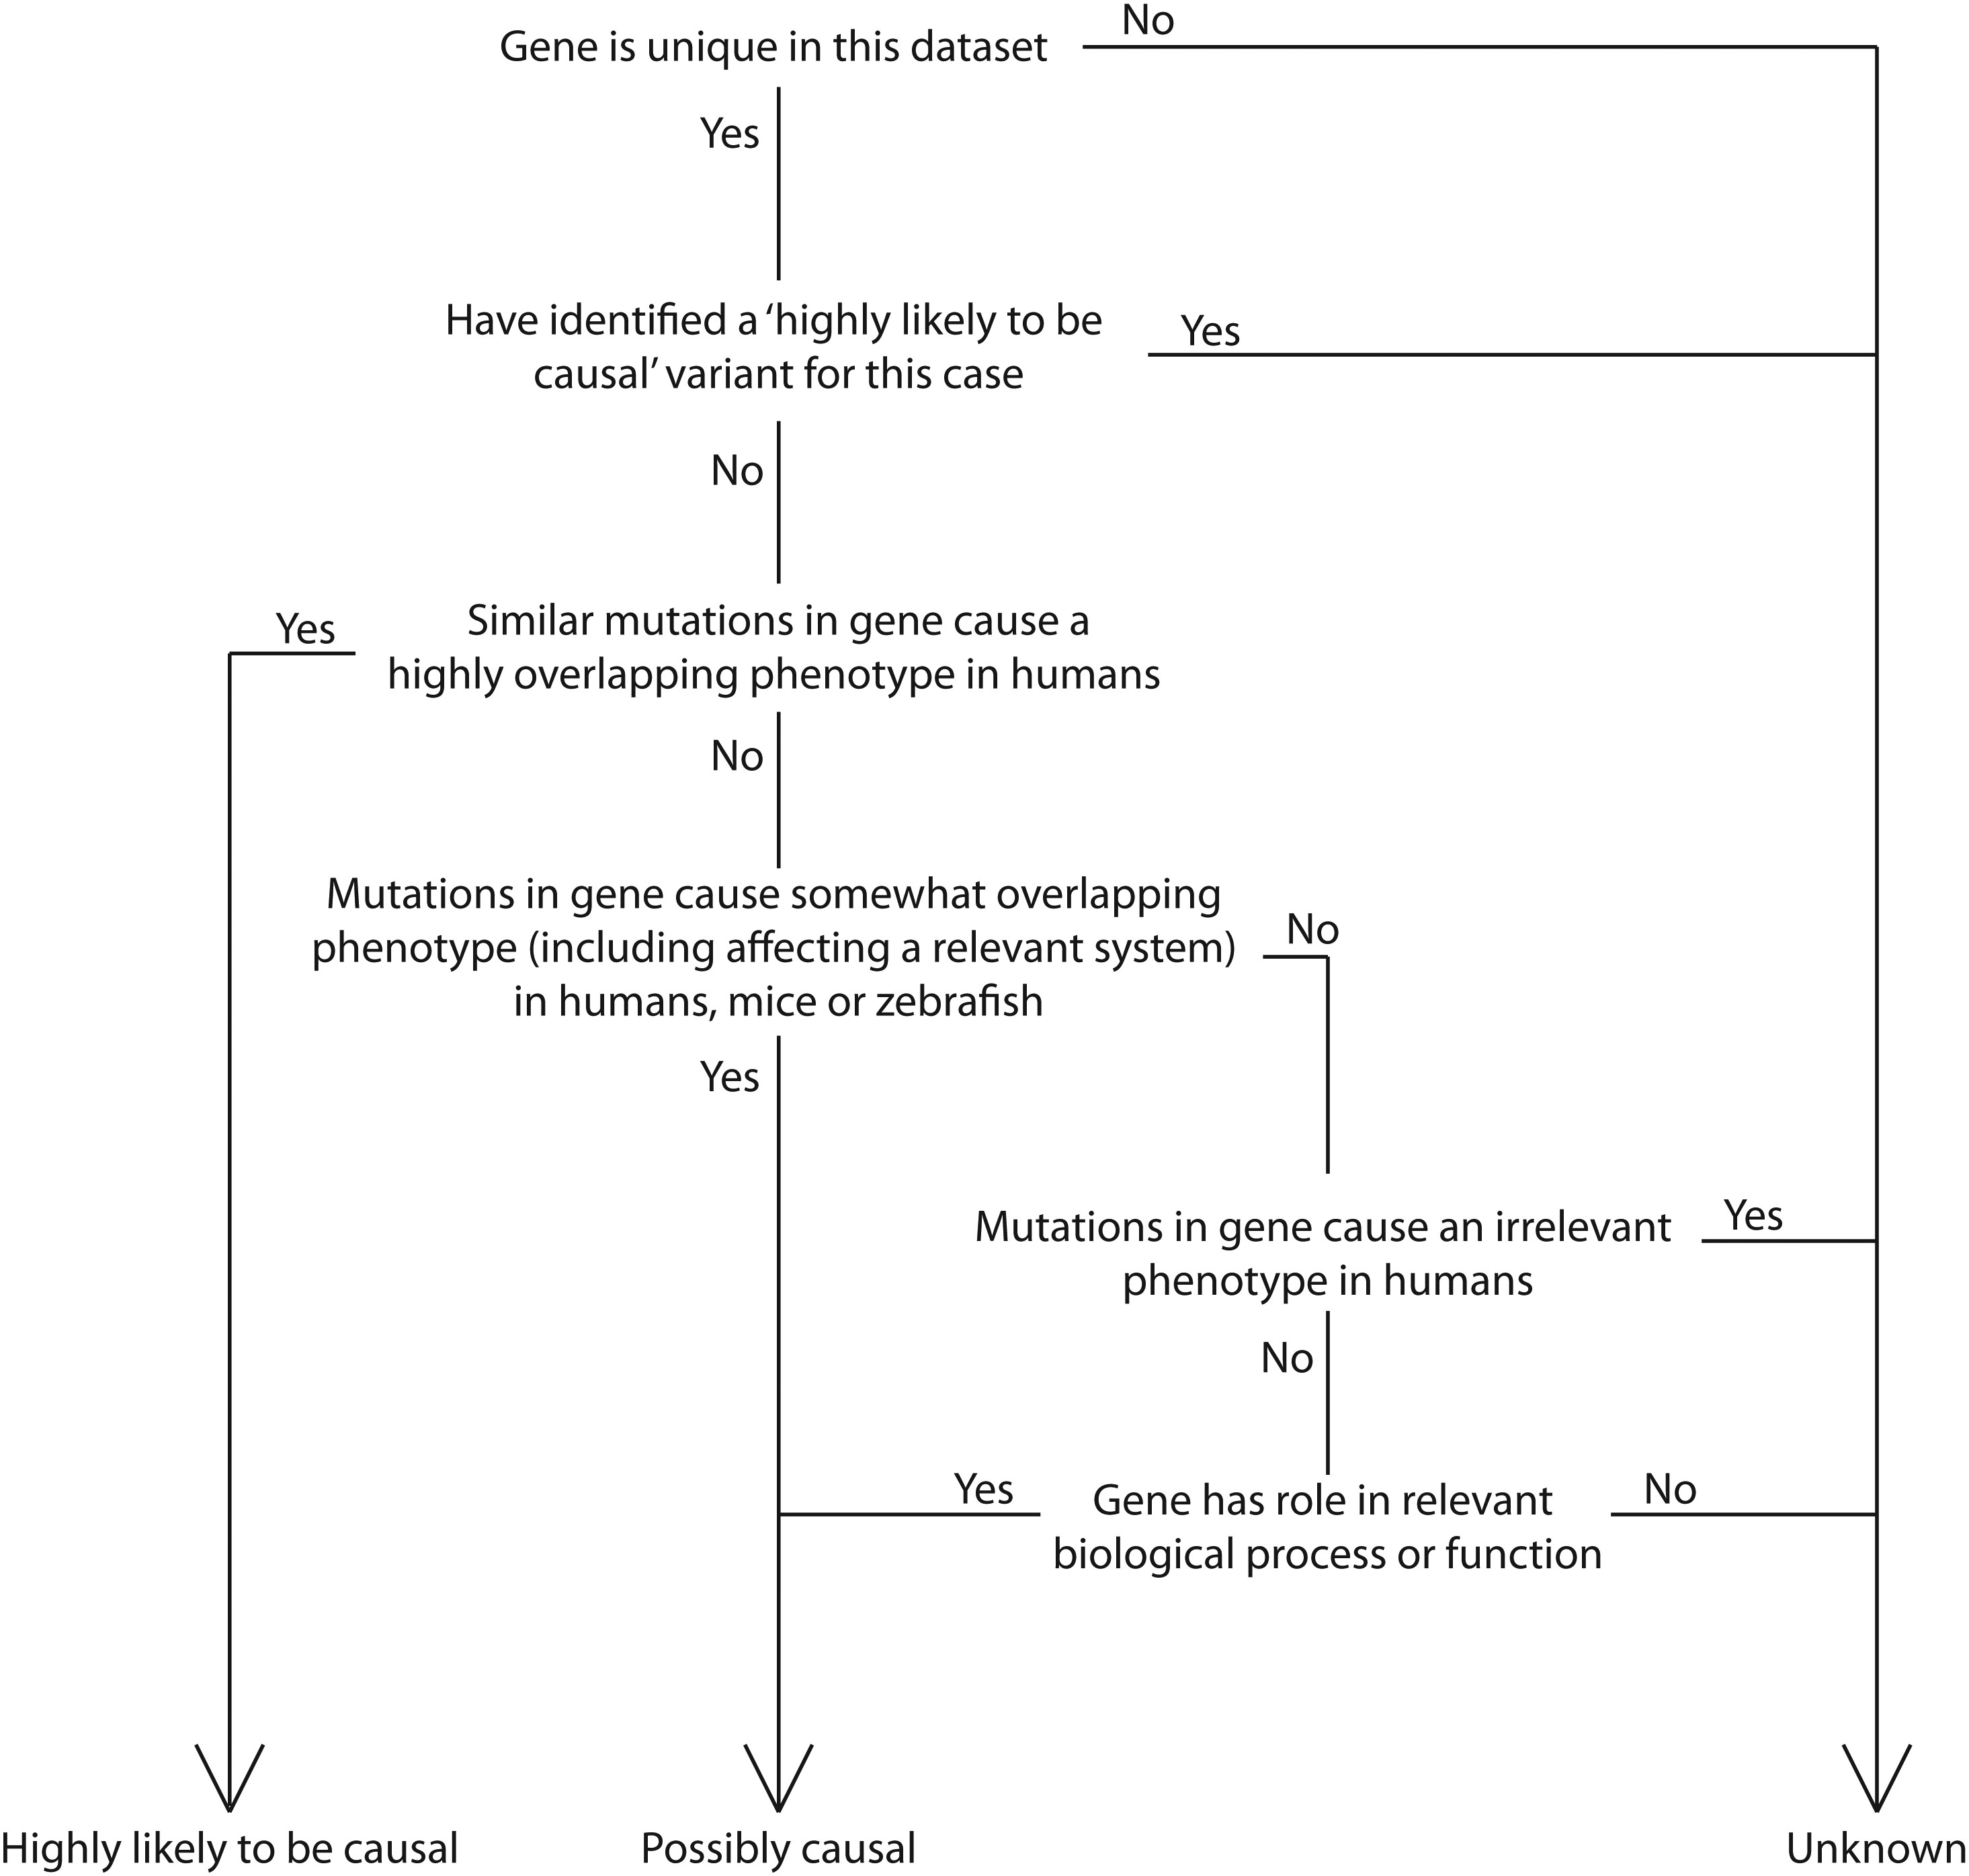 No
Gene is unique in this dataset
Yes
Have identified a ‘highly likely to be
causal’ variant for this case
Yes
No
Yes
Similar mutations in gene cause a
highly overlapping phenotype in humans
No
Mutations in gene cause somewhat overlapping
phenotype (including affecting a relevant system)
in humans, mice or zebrafish
No
Yes
Mutations in gene cause an irrelevant
phenotype in humans
Yes
No
Yes
Gene has role in relevant
biological process or function
No
Highly likely to be causal
Possibly causal
Unknown